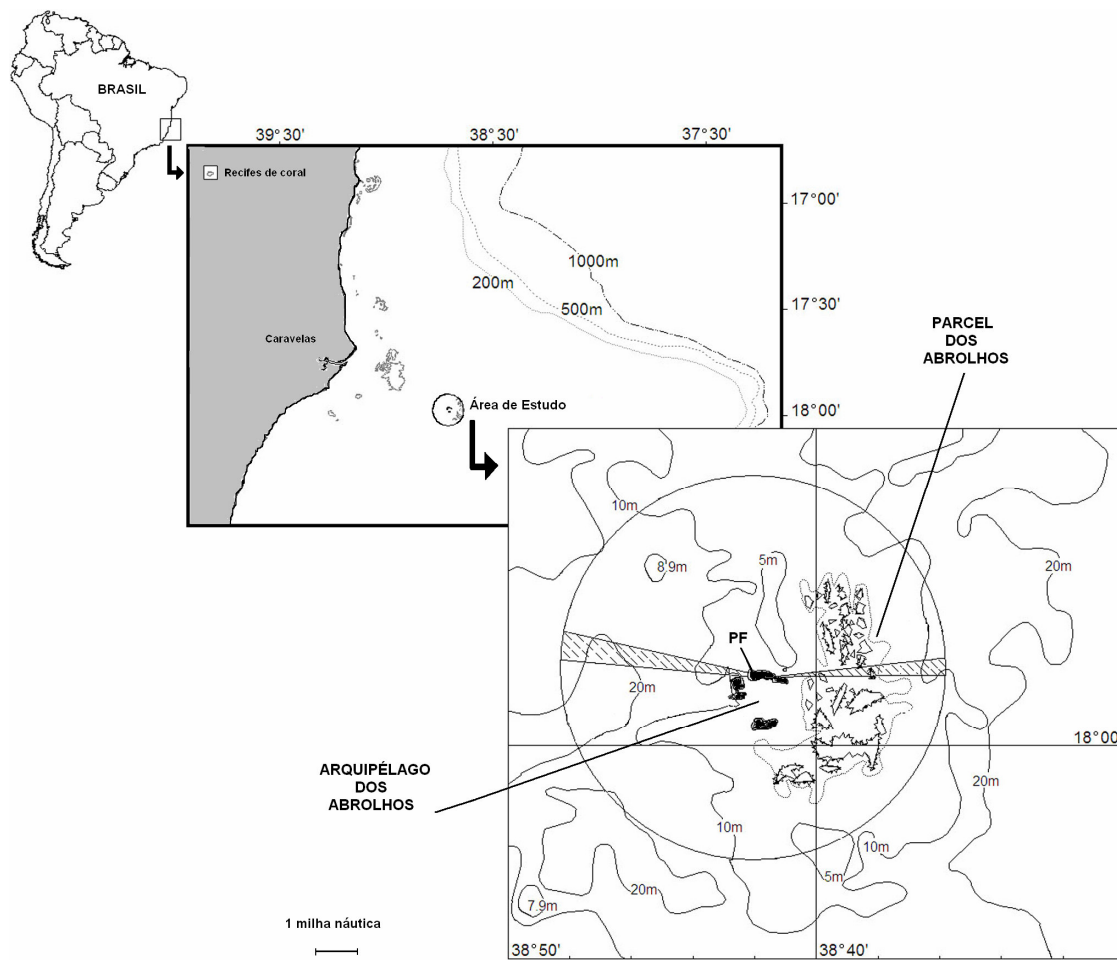 BRASIL
39°30'
38°30'
37°30'
Recifes de coral
17°00'
1000m
200m
500m
17°30'
PARCEL
DOS
ABROLHOS
Caravelas
Área de Estudo
18°00'
10m
5m
20m
8.9m
PF
20m
18°00'
ARQUIPÉLAGO
DOS
ABROLHOS
20m
10m
10m
5m
20m
7.9m
1 milha náutica
38°50'
38°40'